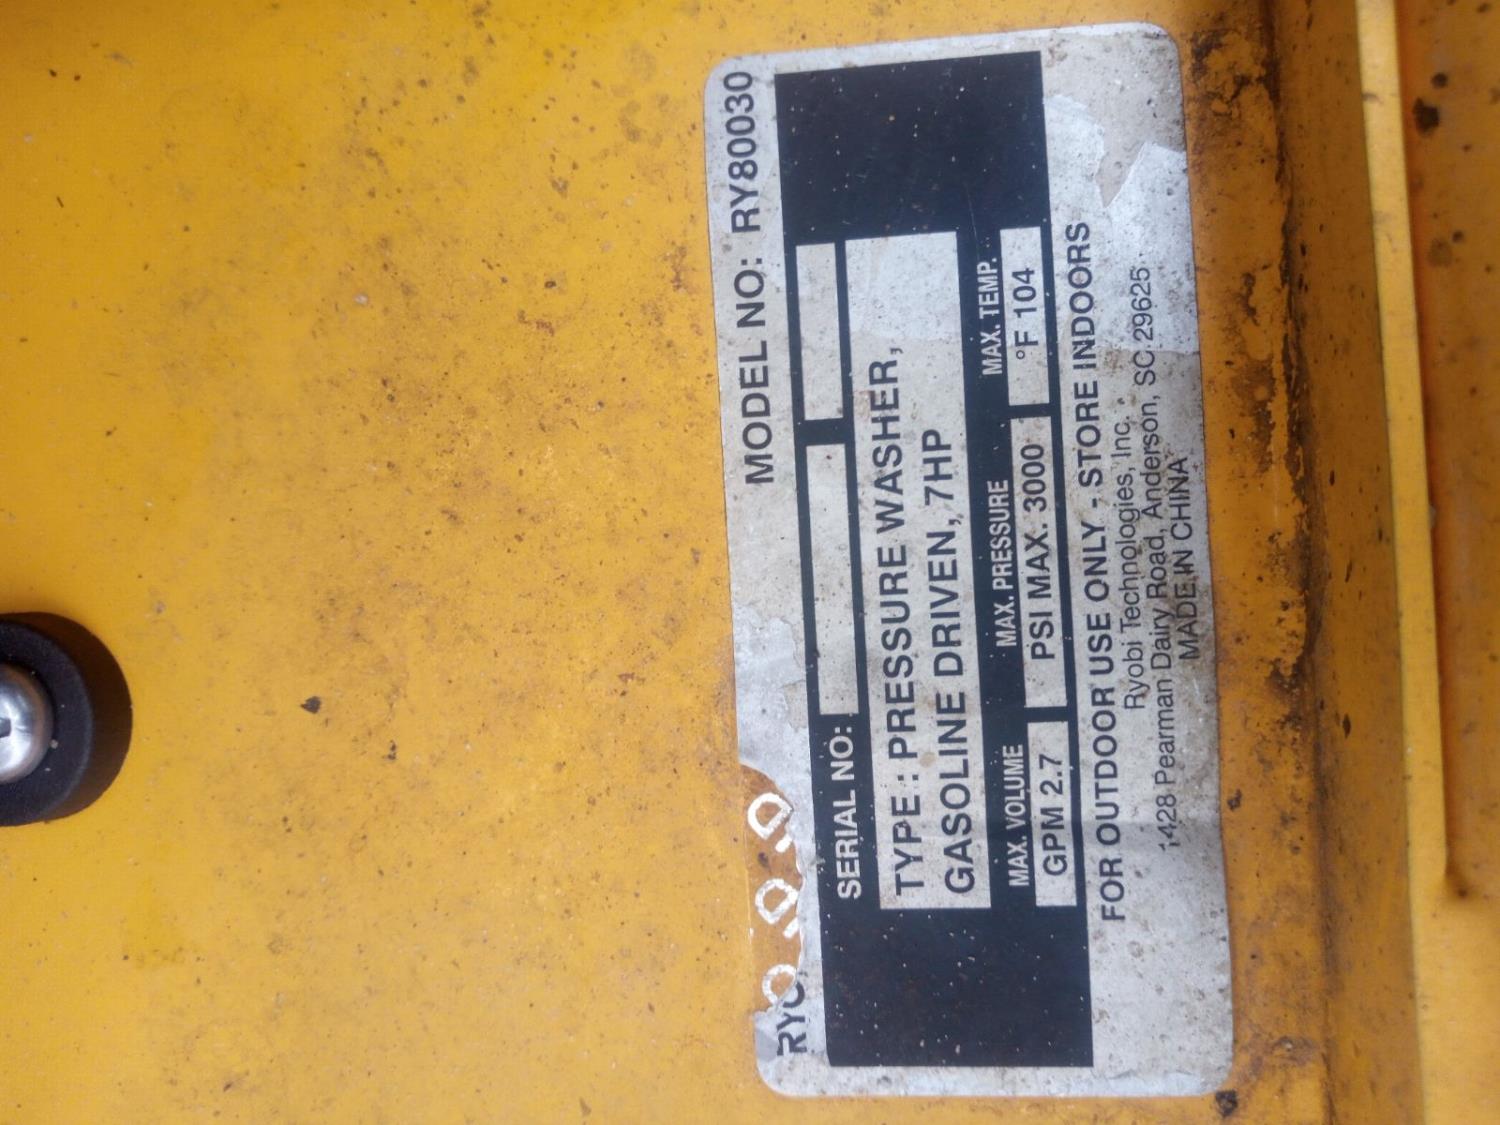 MODEL NO: RY80030
SERIAL NO:
TYPE : PRESSURE WASHER,
GASOLINE DRIVEN, 7HP
MAX. VOLUME MAX. PRESSURE MAX. TEMP.
GPM 2.7 PSI MAX. 3000 °F 104
FOR OUTDOOR USE ONLY - STORE INDOORS
Ryobi Technologies, Inc.
1428 Pearman Dairy Road, Anderson, SC 29625
MADE IN CHINA